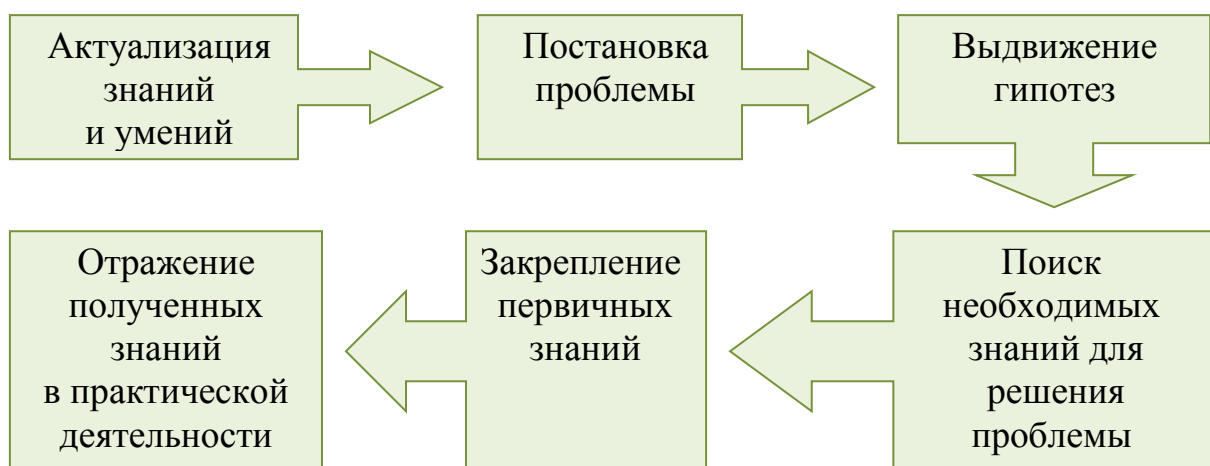 Актуализация
знаний
и умений
Постановка
проблемы
Выдвижение
гипотез
Поиск
необходимых
знаний для
решения
проблемы
Закрепление
первичных
знаний
Отражение
полученных
знаний
в практической
деятельности